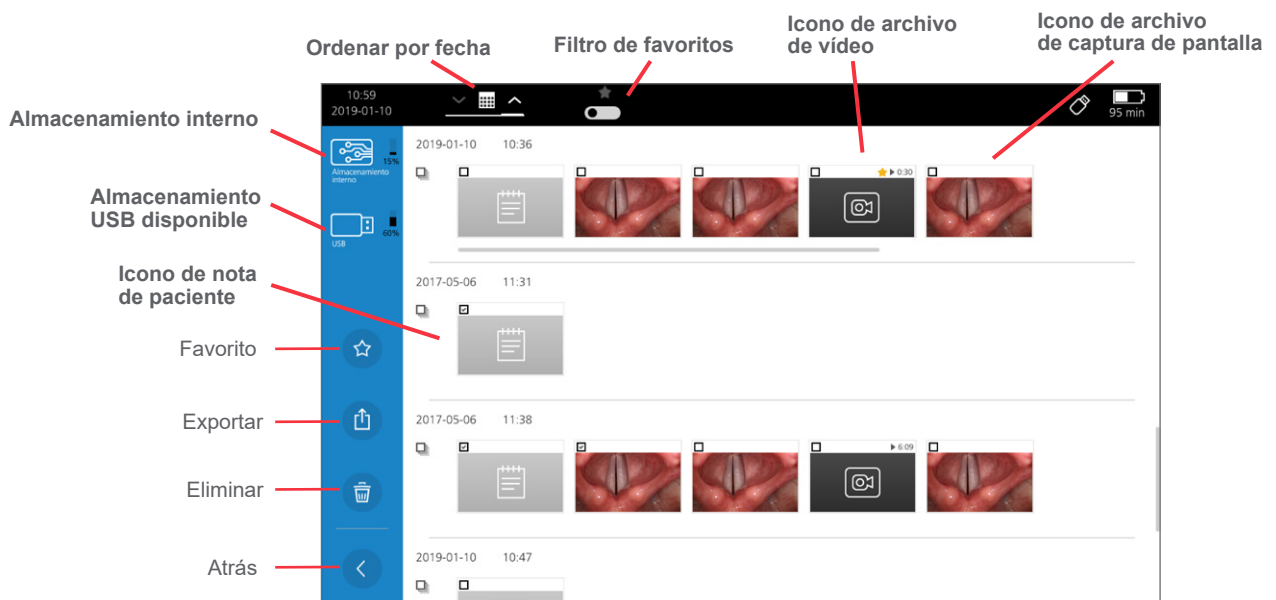 Icono de archivo
de vídeo
Icono de archivo
de captura de pantalla
Ordenar por fecha
Filtro de favoritos
10:59
2019-01-10
95 min
Almacenamiento interno
Almacenamiento
interno
15%
2019-01-10 10:36
0:30
Almacenamiento
USB disponible
USB
60%
Icono de nota
de paciente
2017-05-06 11:31
Favorito
Exportar
2017-05-06 11:38
6:09
Eliminar
Atrás
2019-01-10 10:47